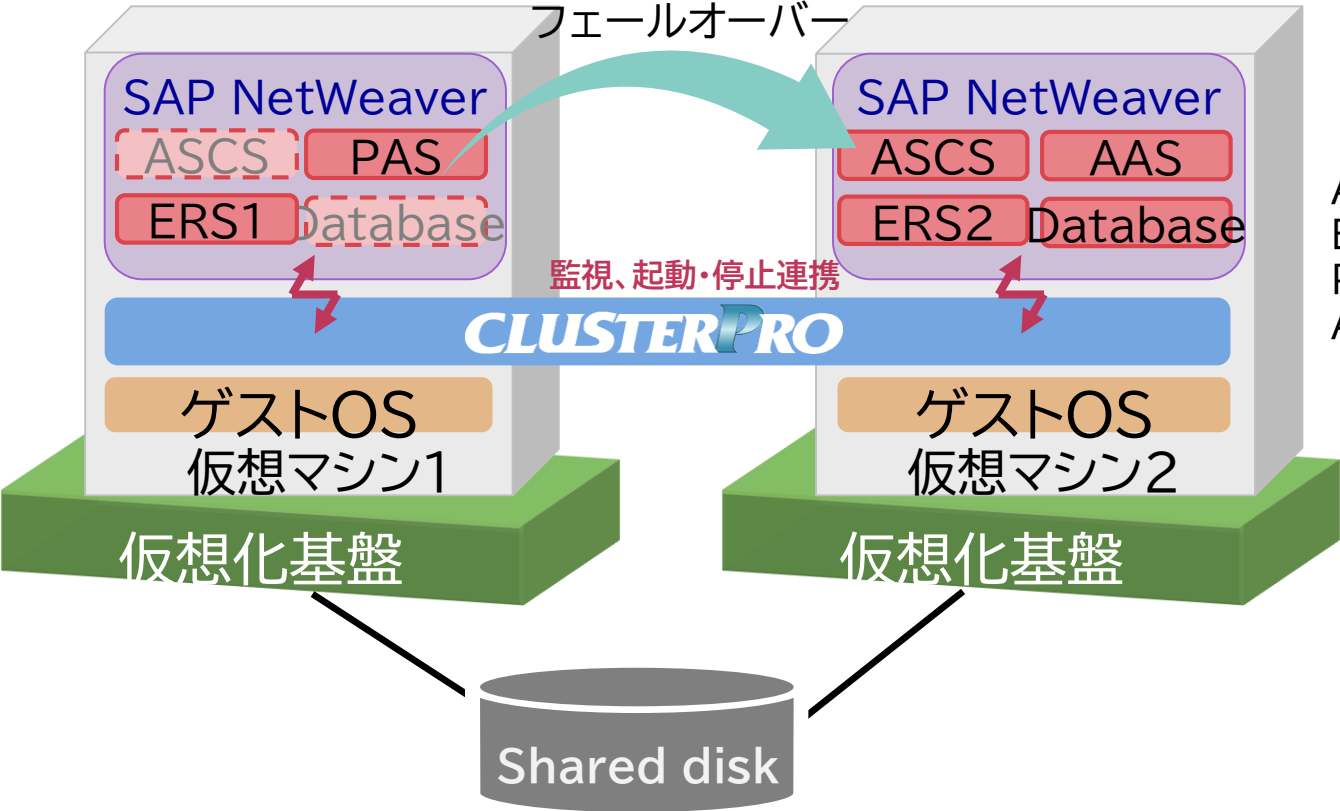 フェールオーバー
SAP NetWeaver
ASCS
PAS
ERS1
Database
SAP NetWeaver
ASCS
AAS
ERS2
Database
監視、起動・停止連携
CLUSTERPRO
ゲストOS
仮想マシン1
ゲストOS
仮想マシン2
仮想化基盤
仮想化基盤
Shared disk